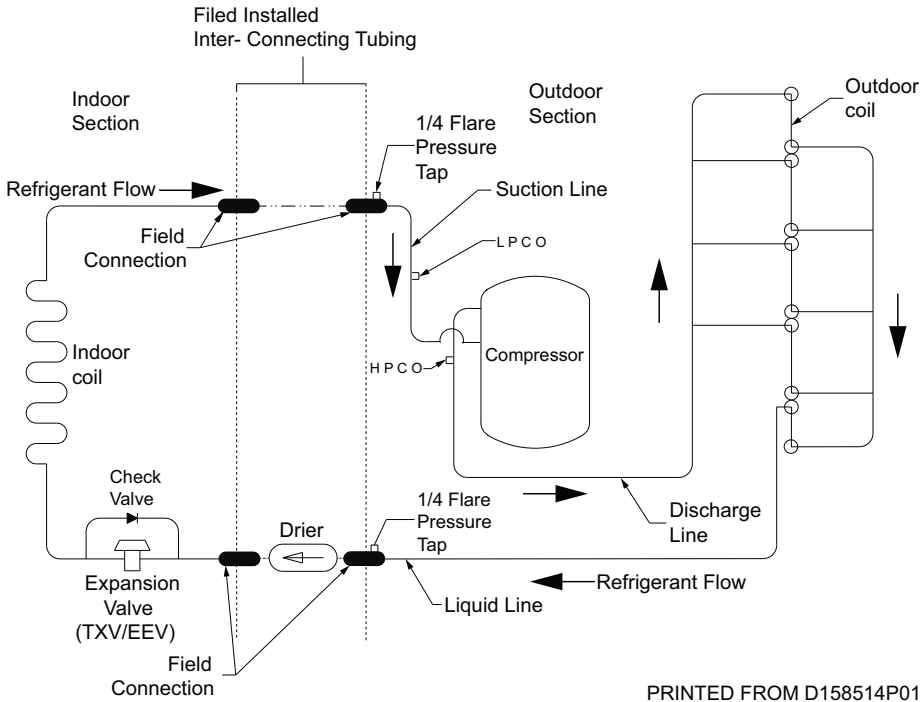 Filed Installed
Inter- Connecting Tubing
Indoor
Section
Outdoor
Section
Outdoor
coil
1/4 Flare
Pressure
Tap
Refrigerant Flow
Suction Line
Field
Connection
L P C O
Indoor
coil
Compressor
H P C O
Check
Valve
Drier
1/4 Flare
Pressure
Tap
Discharge
Line
Expansion
Valve
(TXV/EEV)
Liquid Line
Refrigerant Flow
Field
Connection
PRINTED FROM D158514P01